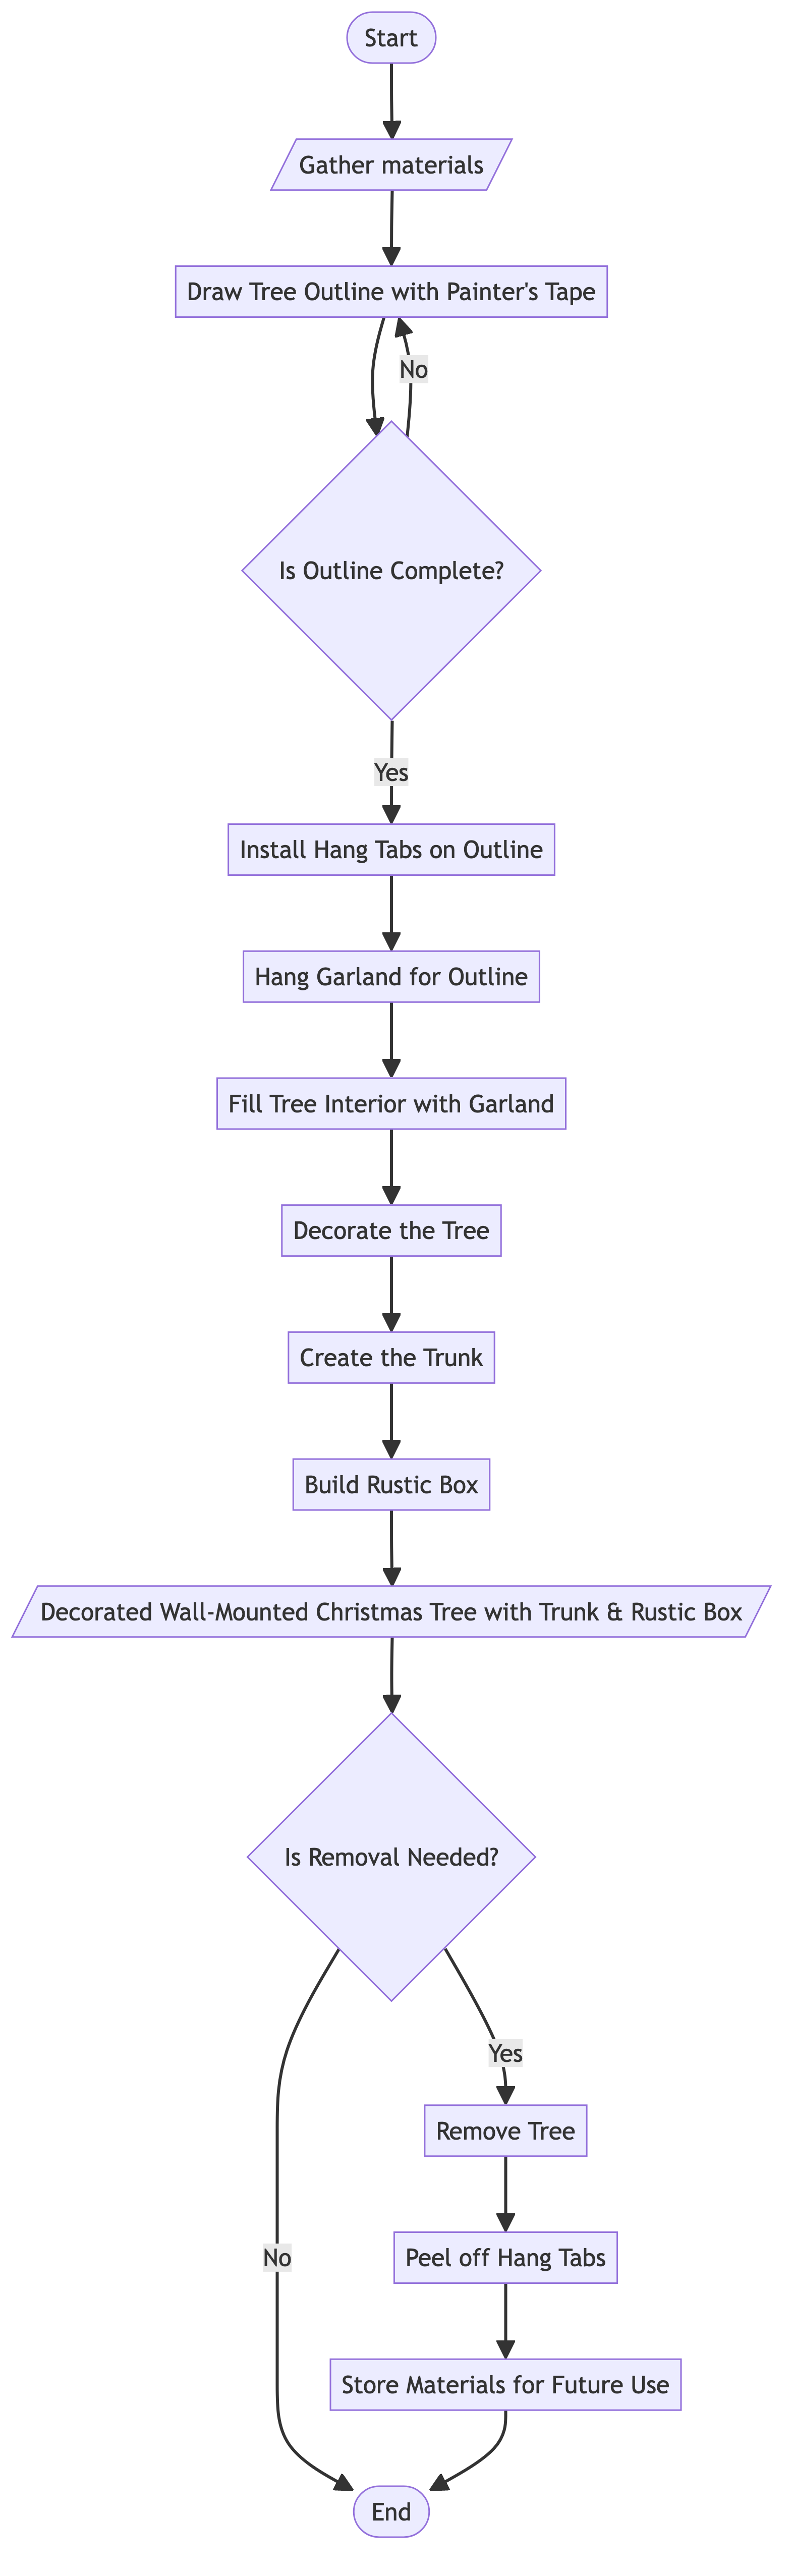 Start
Gather materials
Draw Tree Outline with Painter's Tape
No
Is Outline Complete?
Yes
Install Hang Tabs on Outline
Hang Garland for Outline
Fill Tree Interior with Garland
Decorate the Tree
Create the Trunk
Build Rustic Box
Decorated Wall-Mounted Christmas Tree with Trunk & Rustic Box
Is Removal Needed?
Yes
Remove Tree
No
Peel off Hang Tabs
Store Materials for Future Use
End